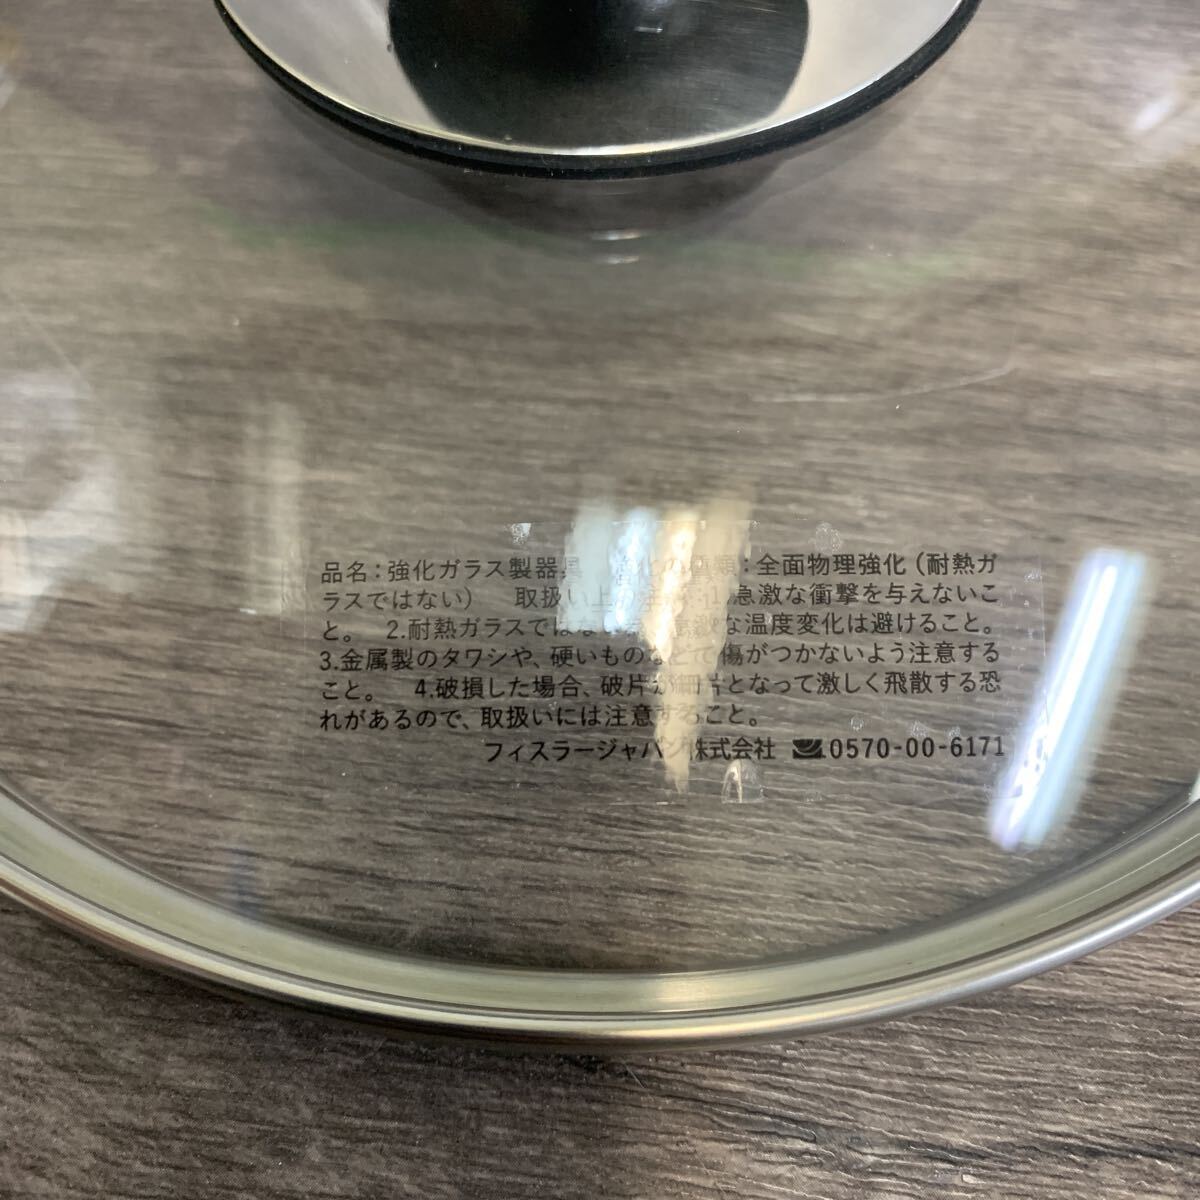 品名：強化ガラス製器具 強化の種類：全面物理強化（耐熱ガ
ラスではない） 取扱い上の注意：1.急激な衝撃を与えないこ
と。 2.耐熱ガラスではない 急激な温度変化は避けること。
3.金属製のタワシや、硬いものなどで傷がつかないよう注意する
こと。 4.破損した場合、破片が細片となって激しく飛散する恐
れがあるので、取扱いには注意すること。
フィスラージャパン株式会社 0570-00-6171